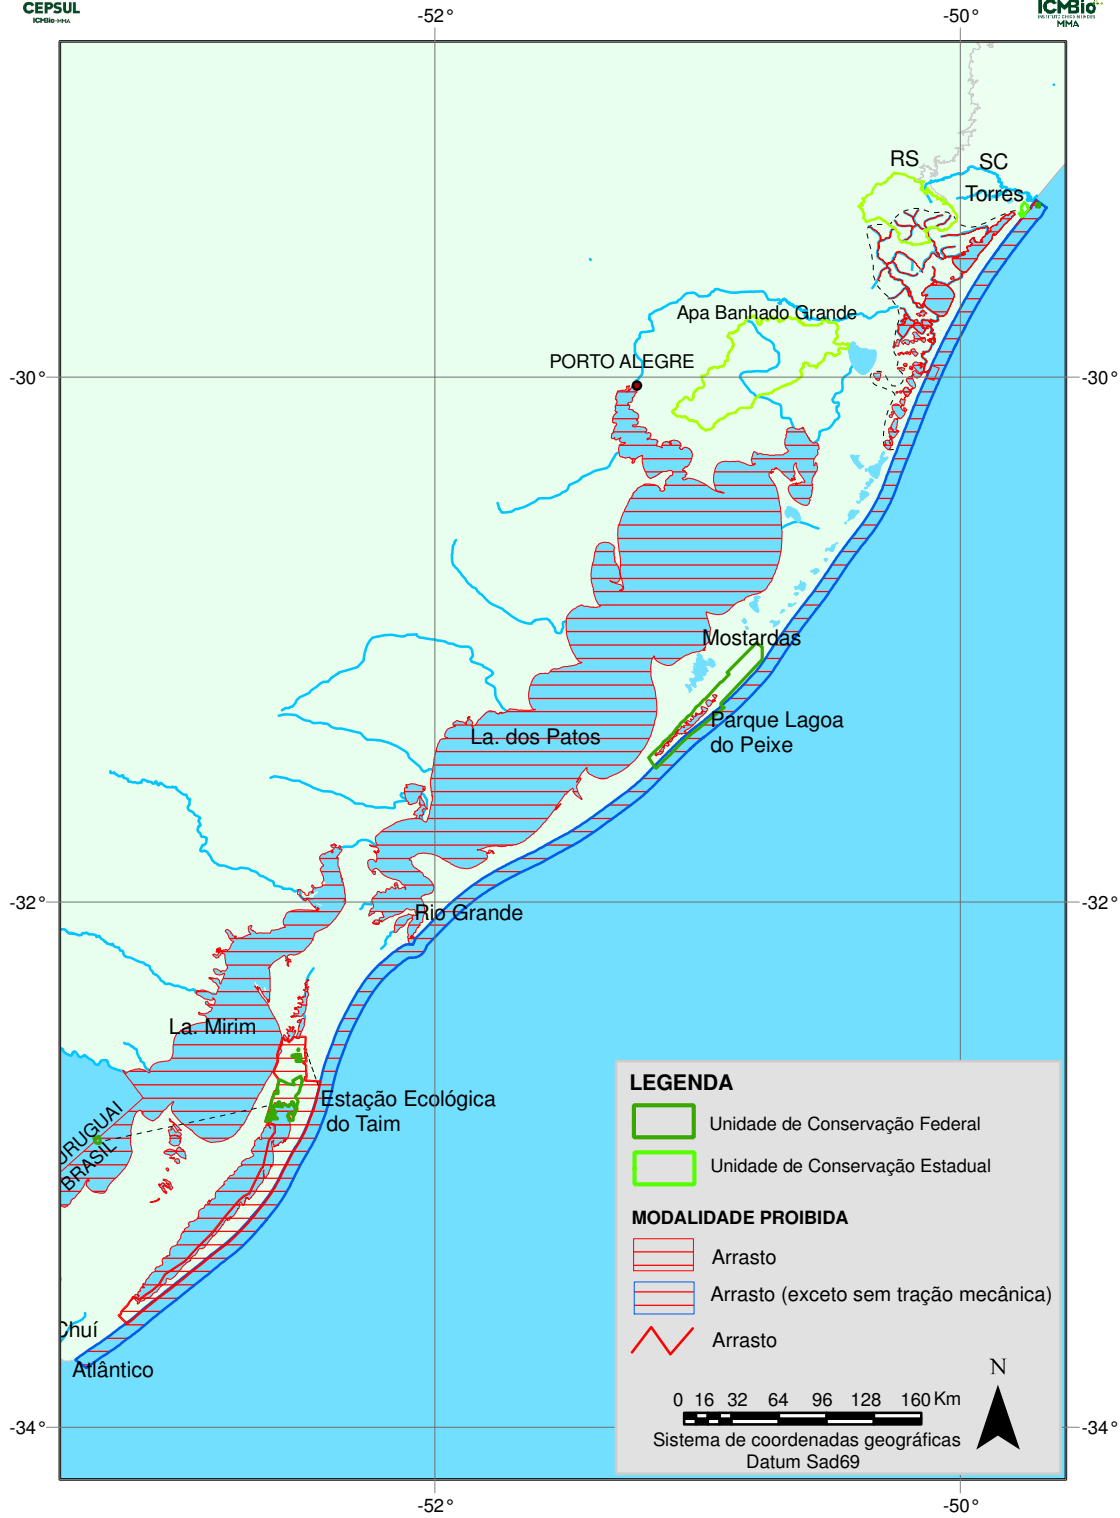 CEPSUL
ICMBio-MMA
ICMBio
MMA
-52°
-50°
RS
SC
Torres
Apa Banhado Grande
PORTO ALEGRE
-30°
-30°
Mostardas
Parque Lagoa
do Peixe
La. dos Patos
-32°
-32°
Rio Grande
La. Mirim
Estação Ecológica
do Taim
URUGUAI
BRASIL
Chuí
Atlântico
LEGENDA
Unidade de Conservação Federal
Unidade de Conservação Estadual
MODALIDADE PROIBIDA
Arrasto
Arrasto (exceto sem tração mecânica)
Arrasto
N
0 16 32 64 96 128 160 Km
Sistema de coordenadas geográficas
Datum Sad69
-34°
-34°
-52°
-50°